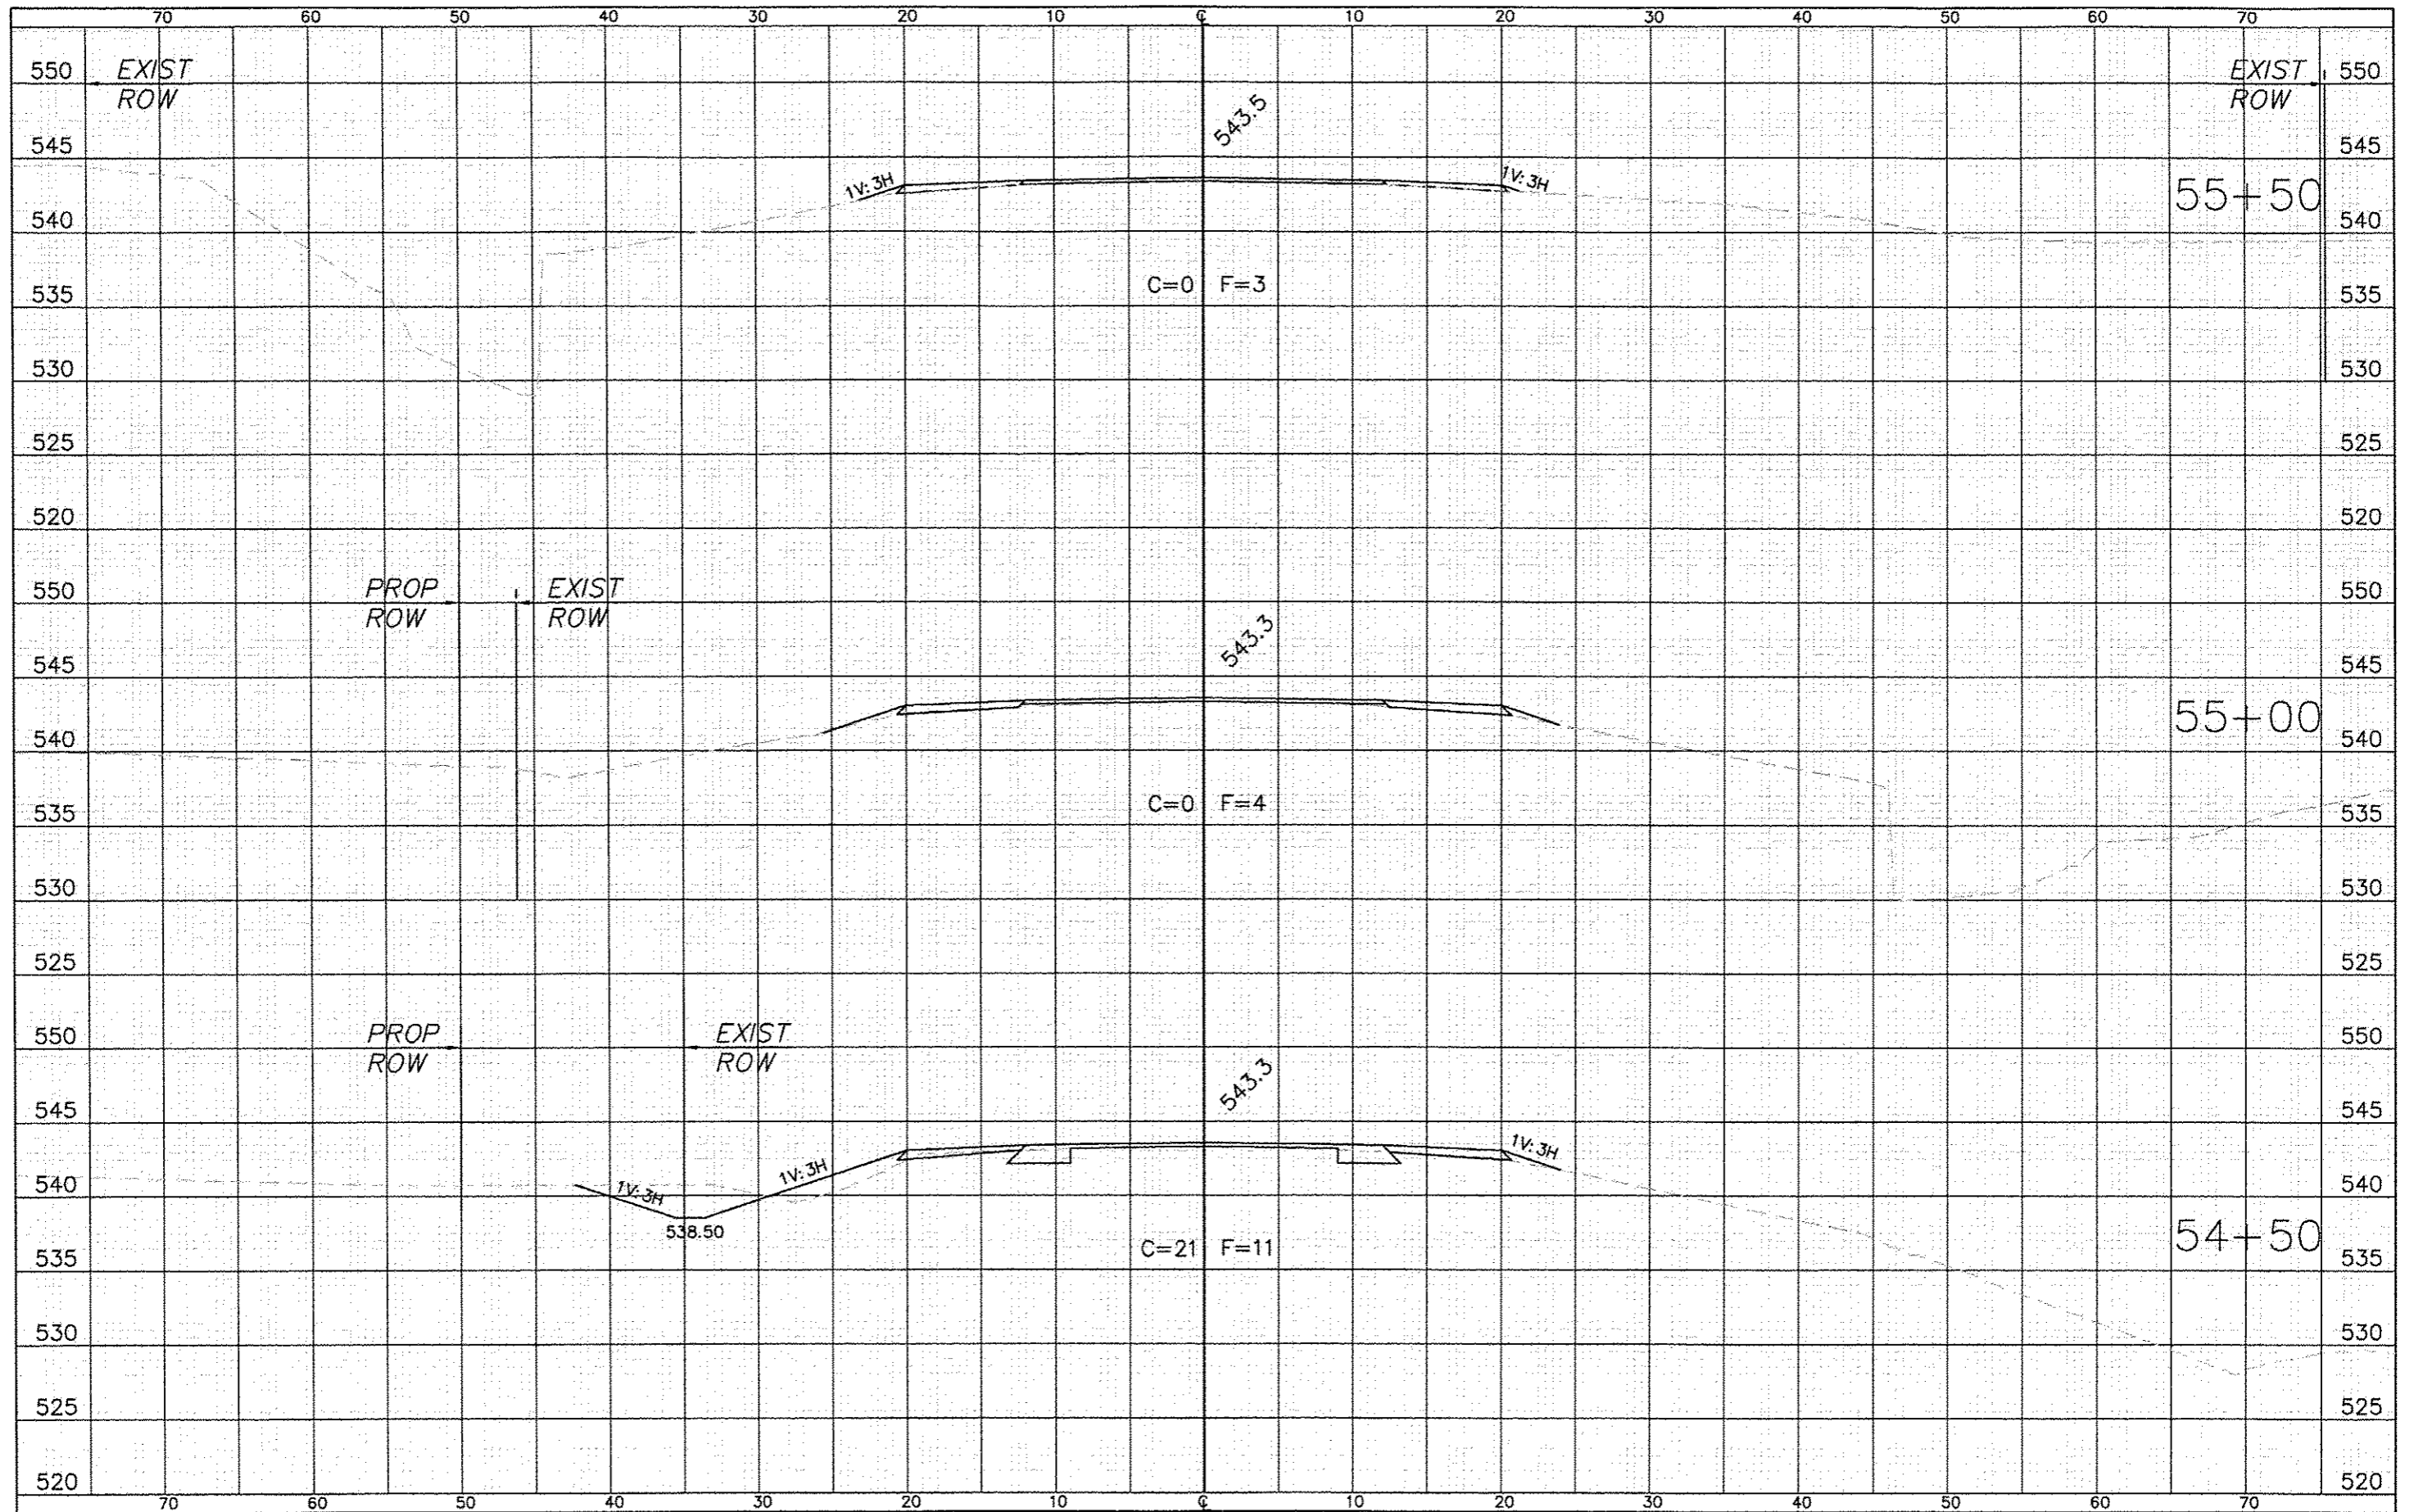 70 60 50 40 30 20 10 ℄ 10 20 30 40 50 60 70
550 EXIST ROW EXIST ROW 550
543.5
545 545
1V:3H 1V:3H
55+50
540 540
C=0 F=3
535 535
530 530
525 525
520 520
550 PROP ROW EXIST ROW 550
543.3
545 545
55+00
540 540
C=0 F=4
535 535
530 530
525 525
550 PROP ROW EXIST ROW 550
543.3
545 545
1V:3H 1V:3H 1V:3H
540 540
538.50
54+50
C=21 F=11
535 535
530 530
525 525
520 520
70 60 50 40 30 20 10 ℄ 10 20 30 40 50 60 70